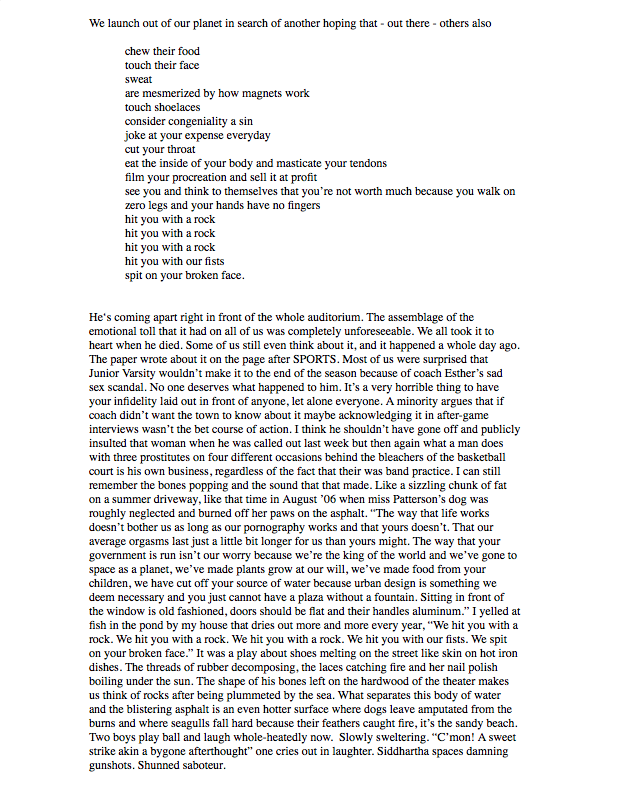 We launch out of our planet in search of another hoping that - out there - others also
chew their food
touch their face
sweat
are mesmerized by how magnets work
touch shoelaces
consider congeniality a sin
joke at your expense everyday
cut your throat
eat the inside of your body and masticate your tendons
film your procreation and sell it at profit
see you and think to themselves that you're not worth much because you walk on
zero legs and your hands have no fingers
hit you with a rock
hit you with a rock
hit you with a rock
hit you with our fists
spit on your broken face.
He's coming apart right in front of the whole auditorium. The assemblage of the
emotional toll that it had on all of us was completely unforeseeable. We all took it to
heart when he died. Some of us still even think about it, and it happened a whole day ago.
The paper wrote about it on the page after SPORTS. Most of us were surprised that
Junior Varsity wouldn't make it to the end of the season because of coach Esther's sad
sex scandal. No one deserves what happened to him. It's a very horrible thing to have
your infidelity laid out in front of anyone, let alone everyone. A minority argues that if
coach didn't want the town to know about it maybe acknowledging it in after-game
interviews wasn't the bet course of action. I think he shouldn't have gone off and publicly
insulted that woman when he was called out last week but then again what a man does
with three prostitutes on four different occasions behind the bleachers of the basketball
court is his own business, regardless of the fact that their was band practice. I can still
remember the bones popping and the sound that that made. Like a sizzling chunk of fat
on a summer driveway, like that time in August '06 when miss Patterson's dog was
roughly neglected and burned off her paws on the asphalt. "The way that life works
doesn't bother us as long as our pornography works and that yours doesn't. That our
average orgasms last just a little bit longer for us than yours might. The way that your
government is run isn't our worry because we're the king of the world and we've gone to
space as a planet, we've made plants grow at our will, we've made food from your
children, we have cut off your source of water because urban design is something we
deem necessary and you just cannot have a plaza without a fountain. Sitting in front of
the window is old fashioned, doors should be flat and their handles aluminum." I yelled at
fish in the pond by my house that dries out more and more every year, "We hit you with a
rock. We hit you with a rock. We hit you with a rock. We hit you with our fists. We spit
on your broken face." It was a play about shoes melting on the street like skin on hot iron
dishes. The threads of rubber decomposing, the laces catching fire and her nail polish
boiling under the sun. The shape of his bones left on the hardwood of the theater makes
us think of rocks after being plummeted by the sea. What separates this body of water
and the blistering asphalt is an even hotter surface where dogs leave amputated from the
burns and where seagulls fall hard because their feathers caught fire, it's the sandy beach.
Two boys play ball and laugh whole-heatedly now.  Slowly sweltering. "C'mon! A sweet
strike akin a bygone afterthought" one cries out in laughter. Siddhartha spaces damning
gunshots. Shunned saboteur.